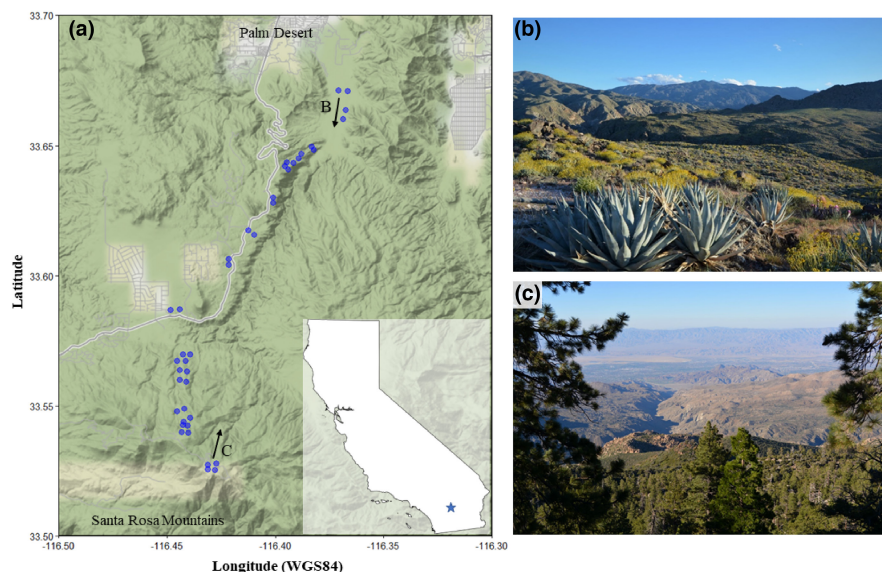 (a)
Palm Desert
B
C
Santa Rosa Mountains
33.70
33.65
33.60
33.55
33.50
Latitude
-116.50
-116.45
-116.40
-116.35
-116.30
Longitude (WGS84)
(b)
(c)